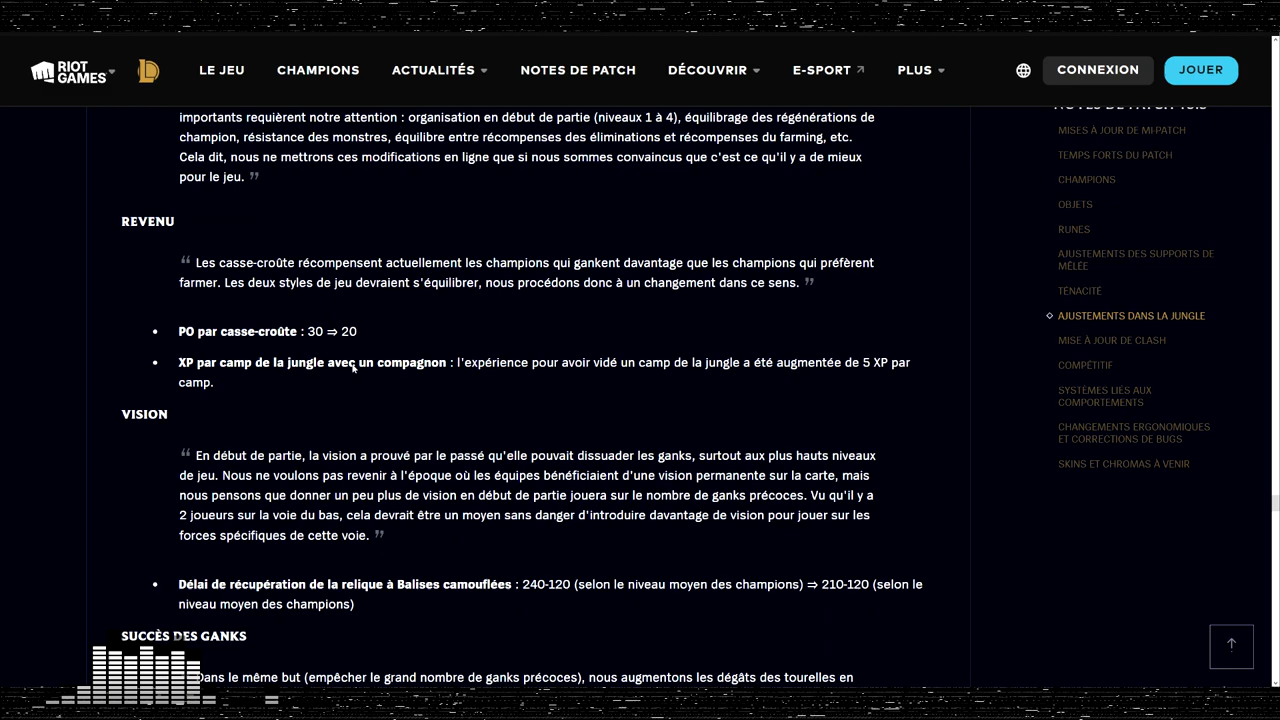 RIOT GAMES
LE JEU
CHAMPIONS
ACTUALITÉS
NOTES DE PATCH
DÉCOUVRIR
E-SPORT
PLUS
CONNEXION
JOUER
importants requièrent notre attention : organisation en début de partie (niveaux 1 à 4), équilibrage des régénérations de
champion, résistance des monstres, équilibre entre récompenses des éliminations et récompenses du farming, etc.
Cela dit, nous ne mettrons ces modifications en ligne que si nous sommes convaincus que c'est ce qu'il y a de mieux
pour le jeu. ”
REVENU
“ Les casse-croûte récompensent actuellement les champions qui gankent davantage que les champions qui préfèrent
farmer. Les deux styles de jeu devraient s'équilibrer, nous procédons donc à un changement dans ce sens. ”
• PO par casse-croûte : 30 ⇒ 20
• XP par camp de la jungle avec un compagnon : l'expérience pour avoir vidé un camp de la jungle a été augmentée de 5 XP par
camp.
VISION
“ En début de partie, la vision a prouvé par le passé qu'elle pouvait dissuader les ganks, surtout aux plus hauts niveaux
de jeu. Nous ne voulons pas revenir à l'époque où les équipes bénéficiaient d'une vision permanente sur la carte, mais
nous pensons que donner un peu plus de vision en début de partie jouera sur le nombre de ganks précoces. Vu qu'il y a
2 joueurs sur la voie du bas, cela devrait être un moyen sans danger d'introduire davantage de vision pour jouer sur les
forces spécifiques de cette voie. ”
• Délai de récupération de la relique à Balises camouflées : 240-120 (selon le niveau moyen des champions) ⇒ 210-120 (selon le
niveau moyen des champions)
SUCCÈS DES GANKS
Dans le même but (empêcher le grand nombre de ganks précoces), nous augmentons les dégâts des tourelles en
NOTES DE PATCH
MISES À JOUR DE MI-PATCH
TEMPS FORTS DU PATCH
CHAMPIONS
OBJETS
RUNES
AJUSTEMENTS DES SUPPORTS DE
MÊLÉE
TÉNACITÉ
AJUSTEMENTS DANS LA JUNGLE
MISE À JOUR DE CLASH
COMPÉTITIF
SYSTÈMES LIÉS AUX
COMPORTEMENTS
CHANGEMENTS ERGONOMIQUES
ET CORRECTIONS DE BUGS
SKINS ET CHROMAS À VENIR